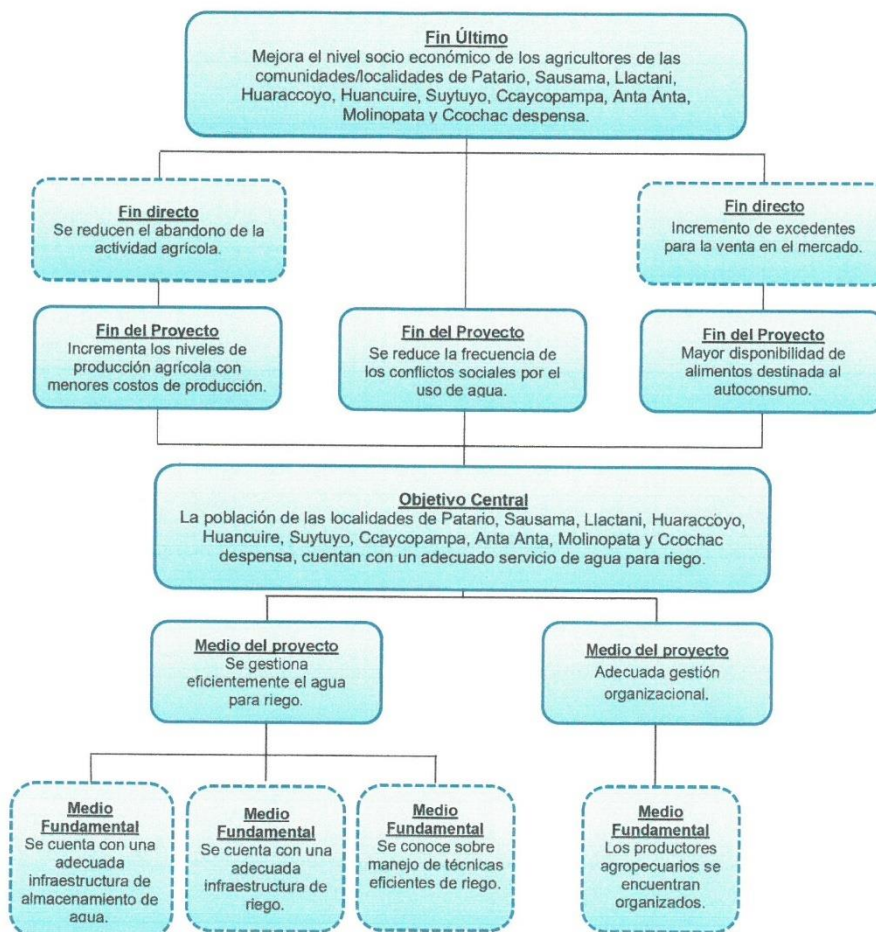 Fin Último
Mejora el nivel socio económico de los agricultores de las
comunidades/localidades de Patario, Sausama, Llactani,
Huaraccoyo, Huancuire, Suytuyo, Ccaycopampa, Anta Anta,
Molinopata y Ccochac despensa.
Fin directo
Se reducen el abandono de la
actividad agrícola.
Fin directo
Incremento de excedentes
para la venta en el mercado.
Fin del Proyecto
Incrementa los niveles de
producción agrícola con
menores costos de producción.
Fin del Proyecto
Se reduce la frecuencia de
los conflictos sociales por el
uso de agua.
Fin del Proyecto
Mayor disponibilidad de
alimentos destinada al
autoconsumo.
Objetivo Central
La población de las localidades de Patario, Sausama, Llactani, Huaraccoyo,
Huancuire, Suytuyo, Ccaycopampa, Anta Anta, Molinopata y Ccochac
despensa, cuentan con un adecuado servicio de agua para riego.
Medio del proyecto
Se gestiona
eficientemente el agua
para riego.
Medio del proyecto
Adecuada gestión
organizacional.
Medio
Fundamental
Se cuenta con una
adecuada
infraestructura de
almacenamiento de
agua.
Medio
Fundamental
Se cuenta con una
adecuada
infraestructura de
riego.
Medio
Fundamental
Se conoce sobre
manejo de técnicas
eficientes de riego.
Medio
Fundamental
Los productores
agropecuarios se
encuentran
organizados.